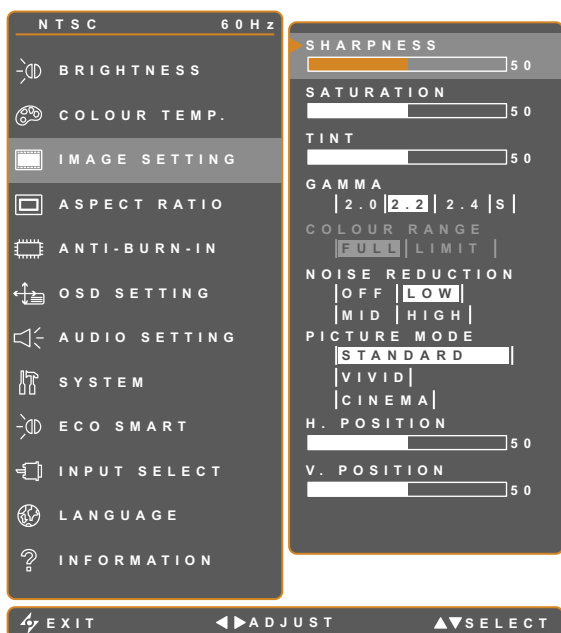 NTSC 60Hz
BRIGHTNESS
COLOUR TEMP.
IMAGE SETTING
ASPECT RATIO
ANTI-BURN-IN
OSD SETTING
AUDIO SETTING
SYSTEM
ECO SMART
INPUT SELECT
LANGUAGE
INFORMATION
SHARPNESS
50
SATURATION
50
TINT
50
GAMMA
2.0 2.2 2.4 S
COLOUR RANGE
FULL LIMIT
NOISE REDUCTION
OFF LOW
MID HIGH
PICTURE MODE
STANDARD
VIVID
CINEMA
H. POSITION
50
V. POSITION
50
EXIT ADJUST SELECT